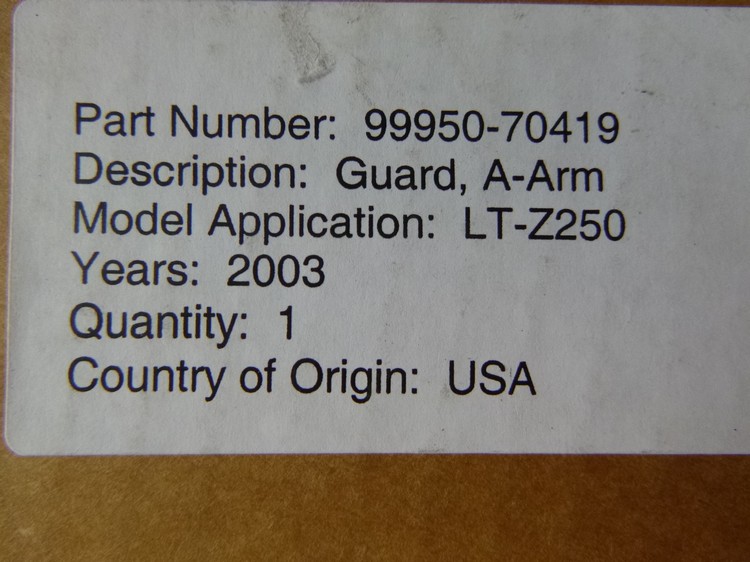 Part Number: 99950-70419
Description: Guard, A-Arm
Model Application: LT-Z250
Years: 2003
Quantity: 1
Country of Origin: USA